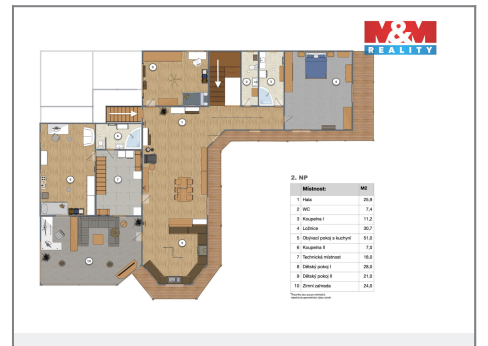 M&M
REALITY
2. NP
Místnost: M2
1 Hala 25,9
2 WC 7,4
3 Koupelna I 11,2
4 Ložnice 30,7
5 Obývací pokoj s kuchyní 51,0
6 Koupelna II 7,0
7 Technická místnost 18,0
8 Dětský pokoj I 28,0
9 Dětský pokoj II 21,0
10 Zimní zahrada 24,0